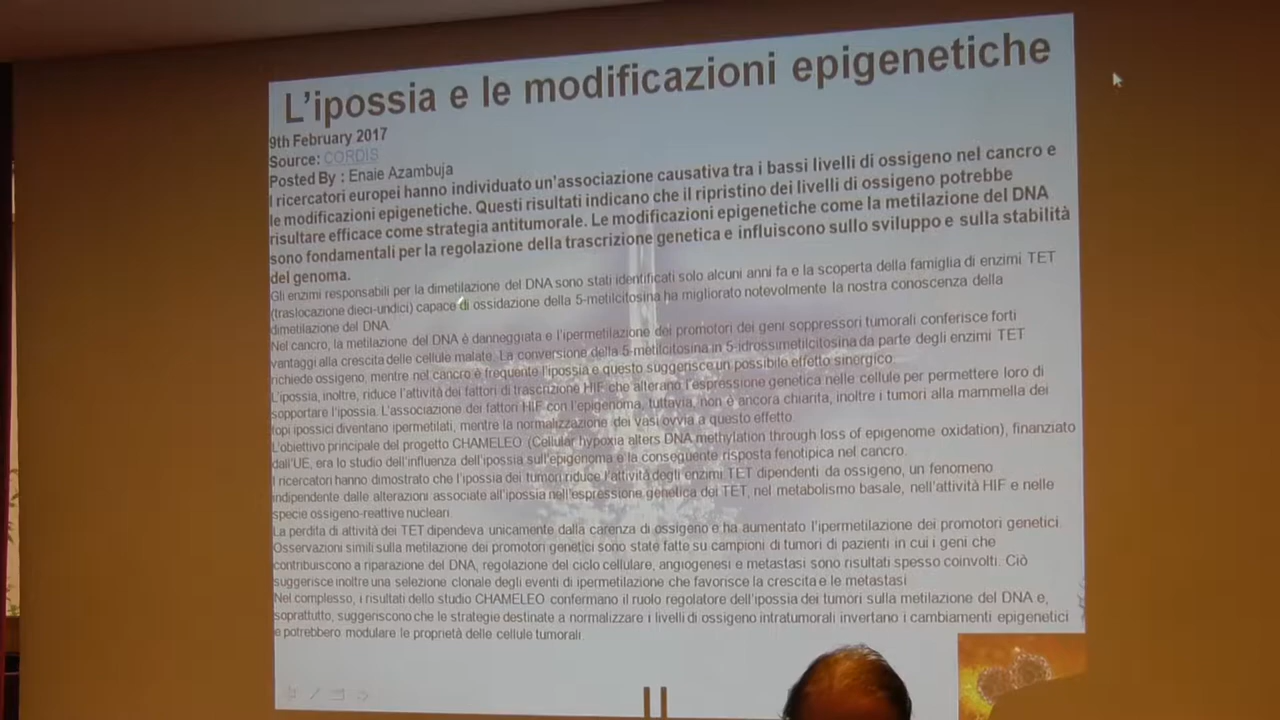 L'ipossia e le modificazioni epigenetiche
9th February 2017
Source: CORDIS
Posted By : Enaie Azambuja
I ricercatori europei hanno individuato un'associazione causativa tra i bassi livelli di ossigeno nel cancro e
le modificazioni epigenetiche. Questi risultati indicano che il ripristino dei livelli di ossigeno potrebbe
risultare efficace come strategia antitumorale. Le modificazioni epigenetiche come la metilazione del DNA
sono fondamentali per la regolazione della trascrizione genetica e influiscono sullo sviluppo e sulla stabilità
del genoma.
Gli enzimi responsabili per la dimetilazione del DNA sono stati identificati solo alcuni anni fa e la scoperta della famiglia di enzimi TET
(traslocazione dieci-undici) capace di ossidazione della 5-metilcitosina ha migliorato notevolmente la nostra conoscenza della
dimetilazione del DNA.
Nel cancro, la metilazione del DNA è danneggiata e l'ipermetilazione dei promotori dei geni soppressori tumorali conferisce forti
vantaggi alla crescita delle cellule malate. La conversione della 5-metilcitosina in 5-idrossimetilcitosina da parte degli enzimi TET
richiede ossigeno, mentre nel cancro è frequente l'ipossia e questo suggerisce un possibile effetto sinergico.
L'ipossia, inoltre, riduce l'attività dei fattori di trascrizione HIF che alterano l'espressione genetica nelle cellule per permettere loro di
sopportare l'ipossia. L'associazione dei fattori HIF con l'epigenoma, tuttavia, non è ancora chiarita, inoltre i tumori alla mammella dei
topi ipossici diventano ipermetilati, mentre la normalizzazione dei vasi ovvia a questo effetto.
L'obiettivo principale del progetto CHAMELEO (Cellular hypoxia alters DNA methylation through loss of epigenome oxidation), finanziato
dall'UE, era lo studio dell'influenza dell'ipossia sull'epigenoma e la conseguente risposta fenotipica nel cancro.
I ricercatori hanno dimostrato che l'ipossia dei tumori riduce l'attività degli enzimi TET dipendenti da ossigeno, un fenomeno
indipendente dalle alterazioni associate all'ipossia nell'espressione genetica dei TET, nel metabolismo basale, nell'attività HIF e nelle
specie ossigeno-reattive nucleari.
La perdita di attività dei TET dipendeva unicamente dalla carenza di ossigeno e ha aumentato l'ipermetilazione dei promotori genetici.
Osservazioni simili sulla metilazione dei promotori genetici sono state fatte su campioni di tumori di pazienti in cui i geni che
contribuiscono a riparazione del DNA, regolazione del ciclo cellulare, angiogenesi e metastasi sono risultati spesso coinvolti. Ciò
suggerisce inoltre una selezione clonale degli eventi di ipermetilazione che favorisce la crescita e le metastasi
Nel complesso, i risultati dello studio CHAMELEO confermano il ruolo regolatore dell'ipossia dei tumori sulla metilazione del DNA e,
soprattutto, suggeriscono che le strategie destinate a normalizzare i livelli di ossigeno intratumorali invertano i cambiamenti epigenetici
e potrebbero modulare le proprietà delle cellule tumorali